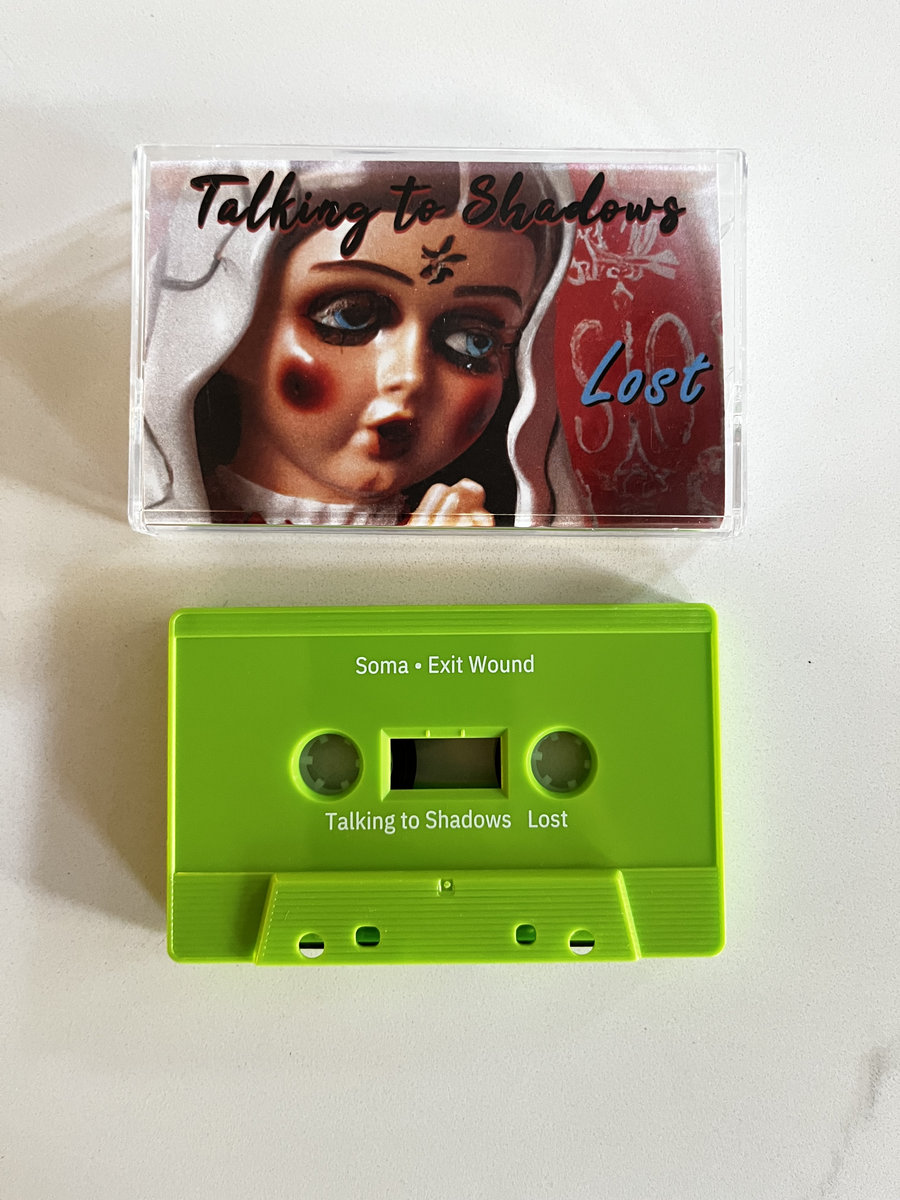 Talking to Shadows
Lost
Soma • Exit Wound
Talking to Shadows Lost